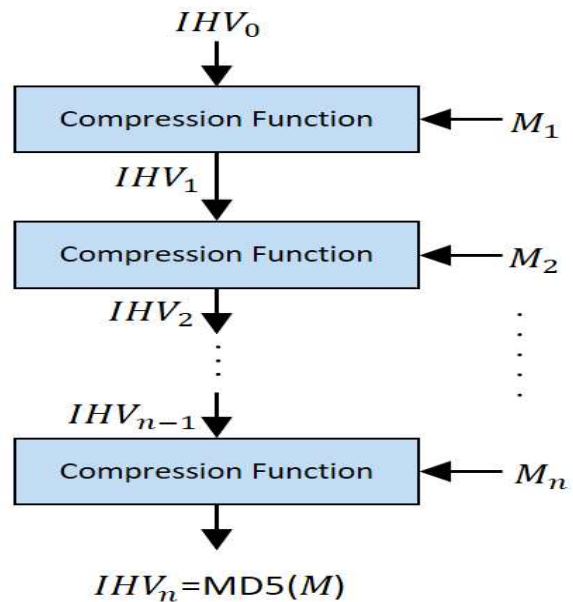 IHV₀
Compression Function
M₁
IHV₁
Compression Function
M₂
IHV₂
IHVₙ₋₁
Compression Function
Mₙ
IHVₙ=MD5(M)